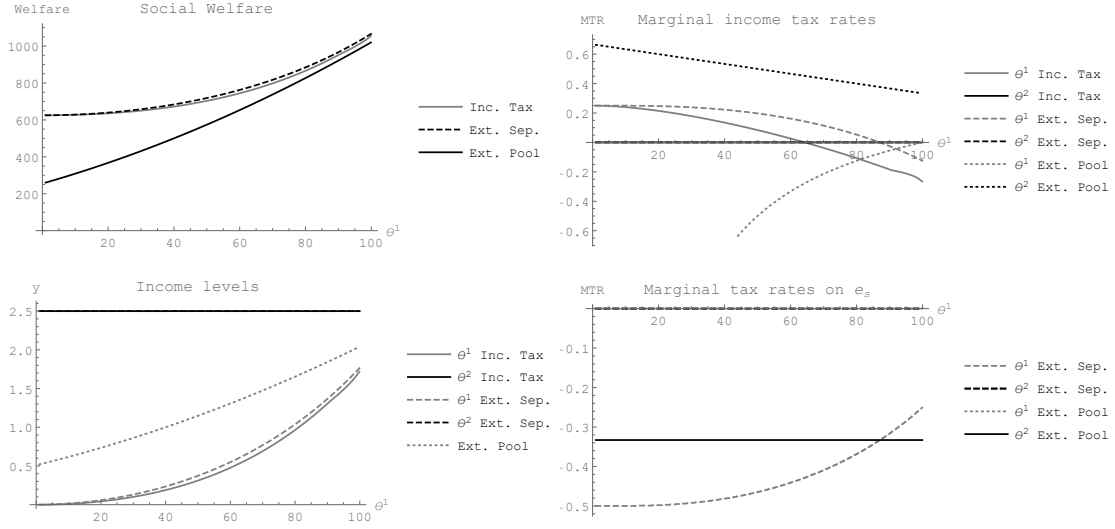 Social Welfare
Welfare
1000
800
600
400
200
20 40 60 80 100
θ¹
Inc. Tax
Ext. Sep.
Ext. Pool
Marginal income tax rates
MTR
0.6
0.4
0.2
-0.2
-0.4
-0.6
20 40 60 80 100
θ¹
θ¹ Inc. Tax
θ² Inc. Tax
θ¹ Ext. Sep.
θ² Ext. Sep.
θ¹ Ext. Pool
θ² Ext. Pool
Income levels
y
2.5
2.0
1.5
1.0
0.5
20 40 60 80 100
θ¹
θ¹ Inc. Tax
θ² Inc. Tax
θ¹ Ext. Sep.
θ² Ext. Sep.
Ext. Pool
Marginal tax rates on eₛ
MTR
20 40 60 80 100
θ¹
-0.1
-0.2
-0.3
-0.4
-0.5
θ¹ Ext. Sep.
θ² Ext. Sep.
θ¹ Ext. Pool
θ² Ext. Pool